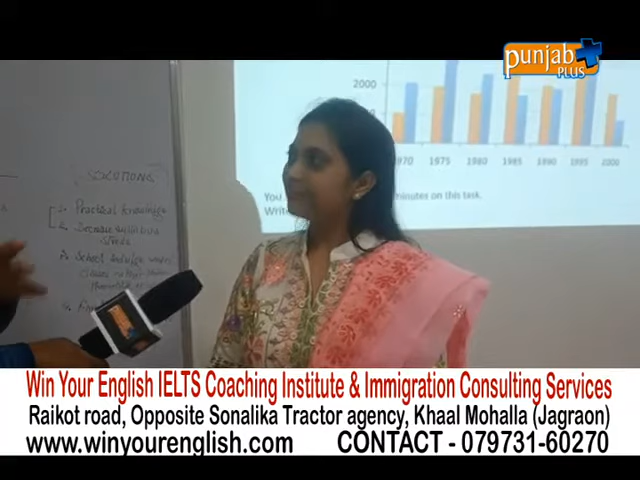 punjab
PLUS
2000
1975 1980 1985 1990 1995 2000
You
minutes on this task.
SOLUTIONS
Practical knowledge
Win Your English IELTS Coaching Institute & Immigration Consulting Services
Raikot road, Opposite Sonalika Tractor agency, Khaal Mohalla (Jagraon)
www.winyourenglish.com CONTACT - 079731-60270